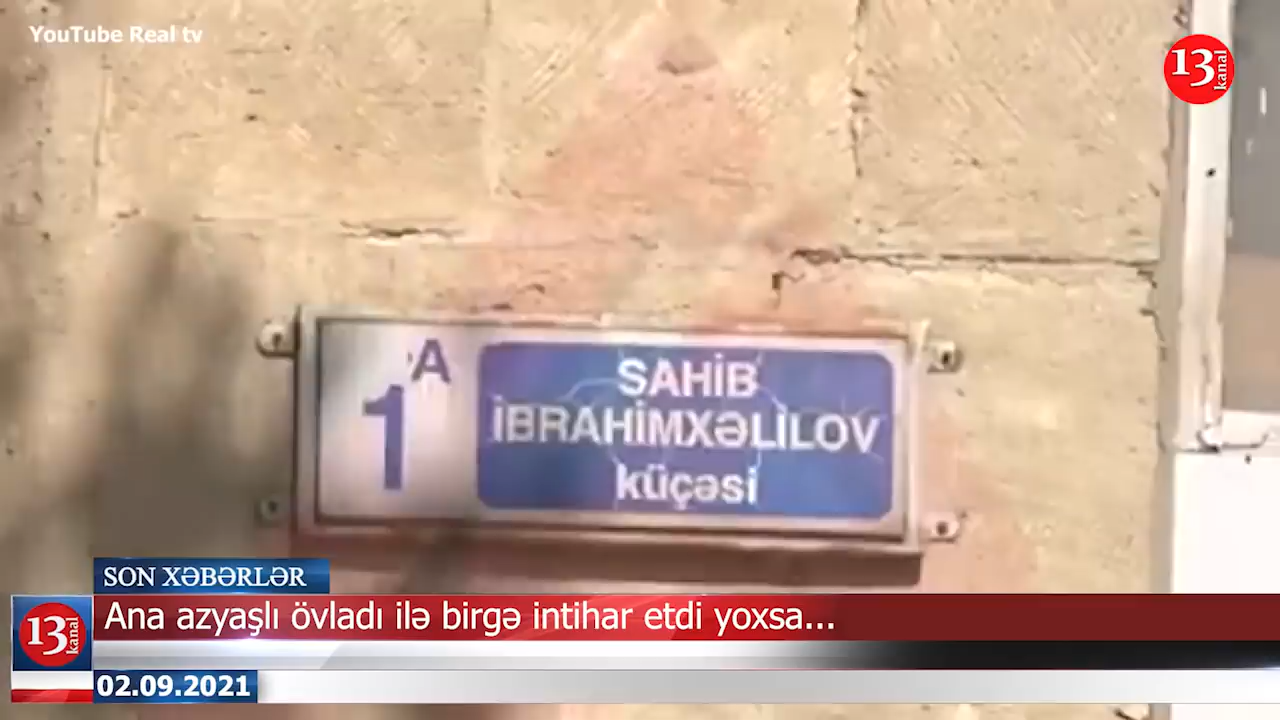 YouTube Real tv
13 kanal
1A
SAHİB
İBRAHİMXƏLİLOV
küçəsi
SON XƏBƏRLƏR
13 kanal
Ana azyaşlı övladı ilə birgə intihar etdi yoxsa...
02.09.2021